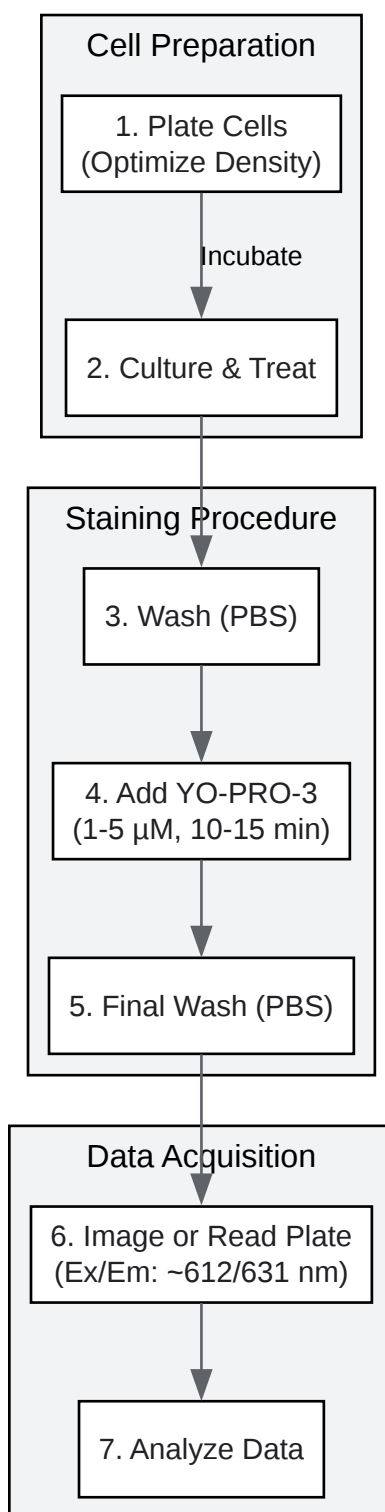 Cell Preparation
1. Plate Cells
(Optimize Density)
Incubate
2. Culture & Treat
Staining Procedure
3. Wash (PBS)
4. Add YO-PRO-3
(1-5 µM, 10-15 min)
5. Final Wash (PBS)
Data Acquisition
6. Image or Read Plate
(Ex/Em: ~612/631 nm)
7. Analyze Data